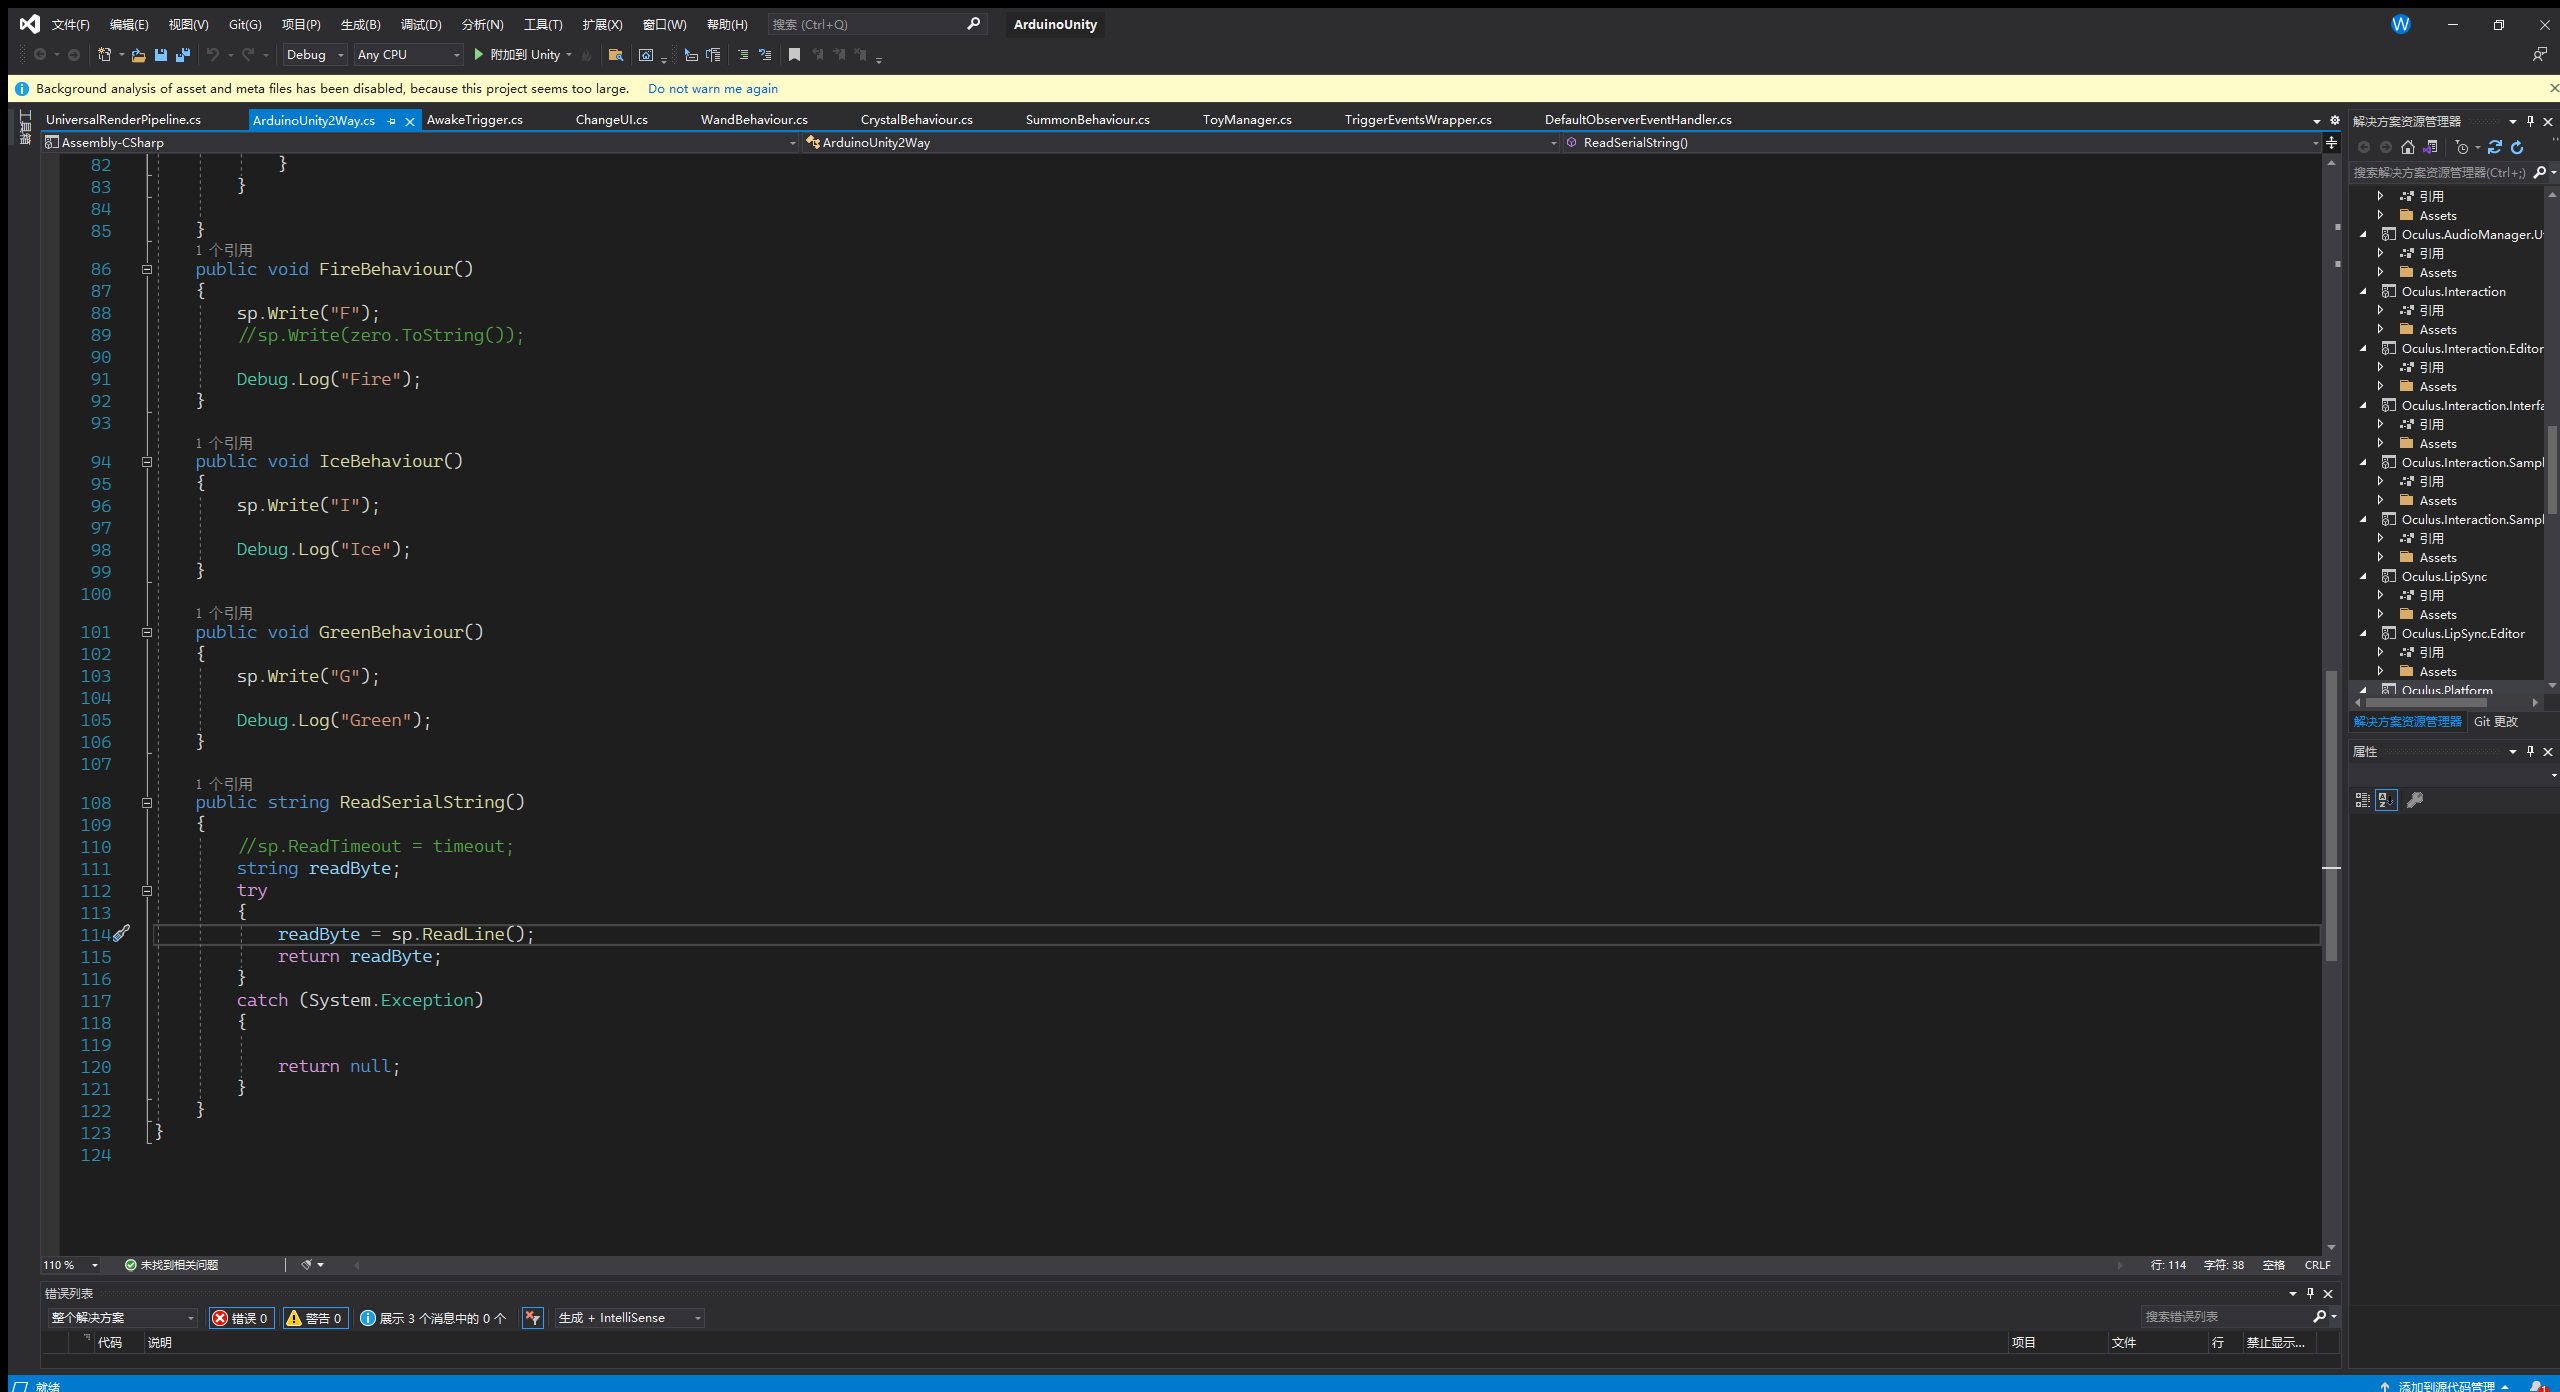 文件(F) 编辑(E) 视图(V) Git(G) 项目(P) 生成(B) 调试(D) 分析(N) 工具(T) 扩展(X) 窗口(W) 帮助(H) 搜索 (Ctrl+Q) ArduinoUnity W
Debug Any CPU 附加到 Unity
Background analysis of asset and meta files has been disabled, because this project seems too large. Do not warn me again
工具箱
UniversalRenderPipeline.cs ArduinoUnity2Way.cs AwakeTrigger.cs ChangeUI.cs WandBehaviour.cs CrystalBehaviour.cs SummonBehaviour.cs ToyManager.cs TriggerEventsWrapper.cs DefaultObserverEventHandler.cs
Assembly-CSharp ArduinoUnity2Way ReadSerialString()
82 }
83 }
84
85 }
1 个引用
86 public void FireBehaviour()
87 {
88 sp.Write("F");
89 //sp.Write(zero.ToString());
90
91 Debug.Log("Fire");
92 }
93
1 个引用
94 public void IceBehaviour()
95 {
96 sp.Write("I");
97
98 Debug.Log("Ice");
99 }
100
1 个引用
101 public void GreenBehaviour()
102 {
103 sp.Write("G");
104
105 Debug.Log("Green");
106 }
107
1 个引用
108 public string ReadSerialString()
109 {
110 //sp.ReadTimeout = timeout;
111 string readByte;
112 try
113 {
114 readByte = sp.ReadLine();
115 return readByte;
116 }
117 catch (System.Exception)
118 {
119
120 return null;
121 }
122 }
123 }
124
110 % 未找到相关问题 行: 114 字符: 38 空格 CRLF
错误列表
整个解决方案 错误 0 警告 0 展示 3 个消息中的 0 个 生成 + IntelliSense 搜索错误列表
代码 说明 项目 文件 行 禁止显示...
解决方案资源管理器
搜索解决方案资源管理器(Ctrl+;)
引用
Assets
Oculus.AudioManager.U
引用
Assets
Oculus.Interaction
引用
Assets
Oculus.Interaction.Editor
引用
Assets
Oculus.Interaction.Interfa
引用
Assets
Oculus.Interaction.Sampl
引用
Assets
Oculus.Interaction.Sampl
引用
Assets
Oculus.LipSync
引用
Assets
Oculus.LipSync.Editor
引用
Assets
Oculus.Platform
解决方案资源管理器 Git 更改
属性
就绪 添加到源代码管理 1